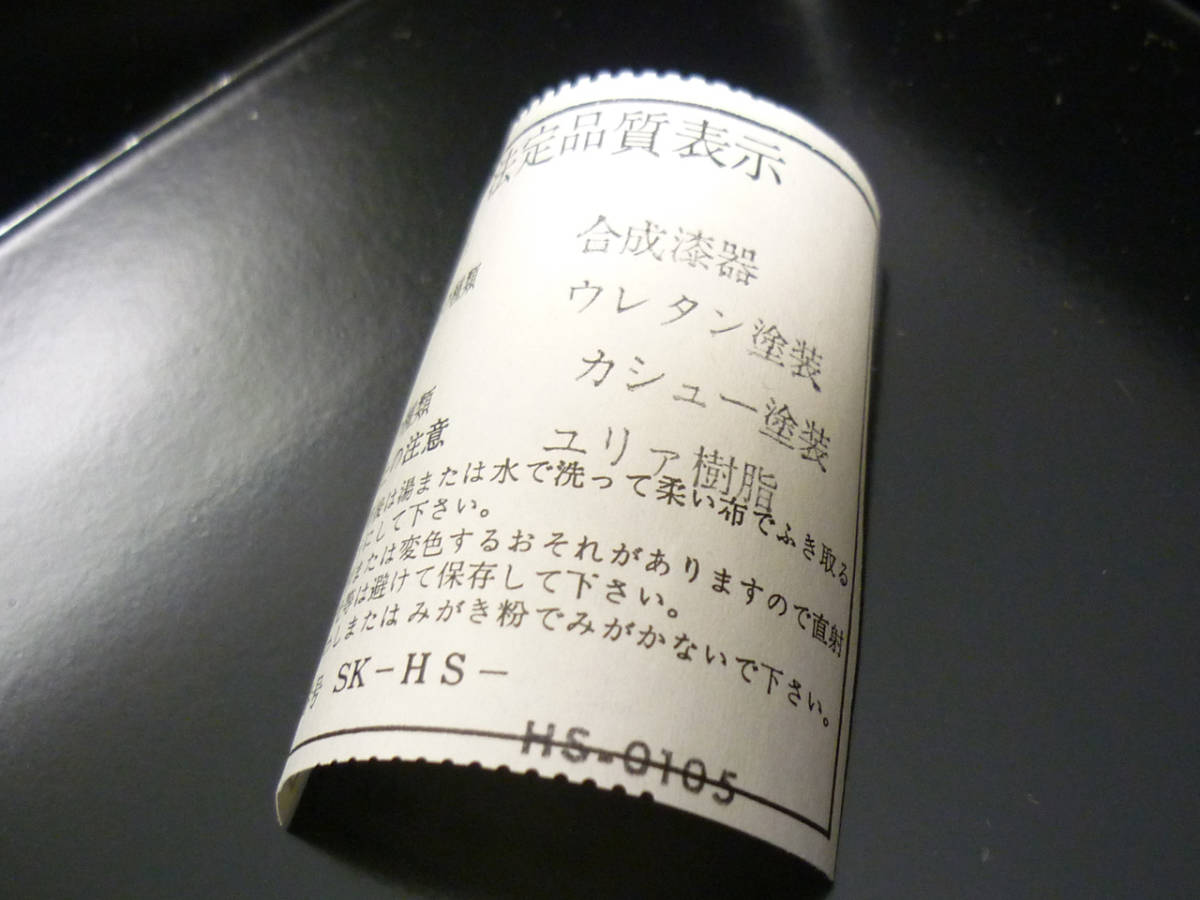 法定品質表示
合成漆器
種類 ウレタン塗装
カシュー塗装
種類 ユリア樹脂
の注意
後は湯または水で洗って柔い布でふき取る
にして下さい。
または変色するおそれがありますので直射
等は避けて保存して下さい。
しまたはみがき粉でみがかないで下さい。
号 SK-HS-
HS-0105